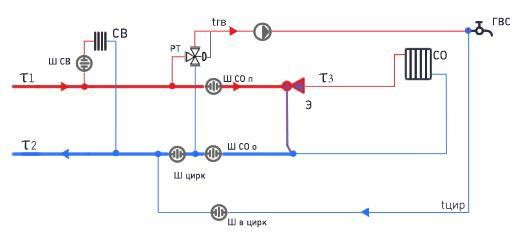 СВ
tгв
ГВС
РТ
Ш СВ
СО
τ1
Ш СО п
τ3
Э
τ2
Ш СО о
Ш цирк
tцир
Ш в цирк